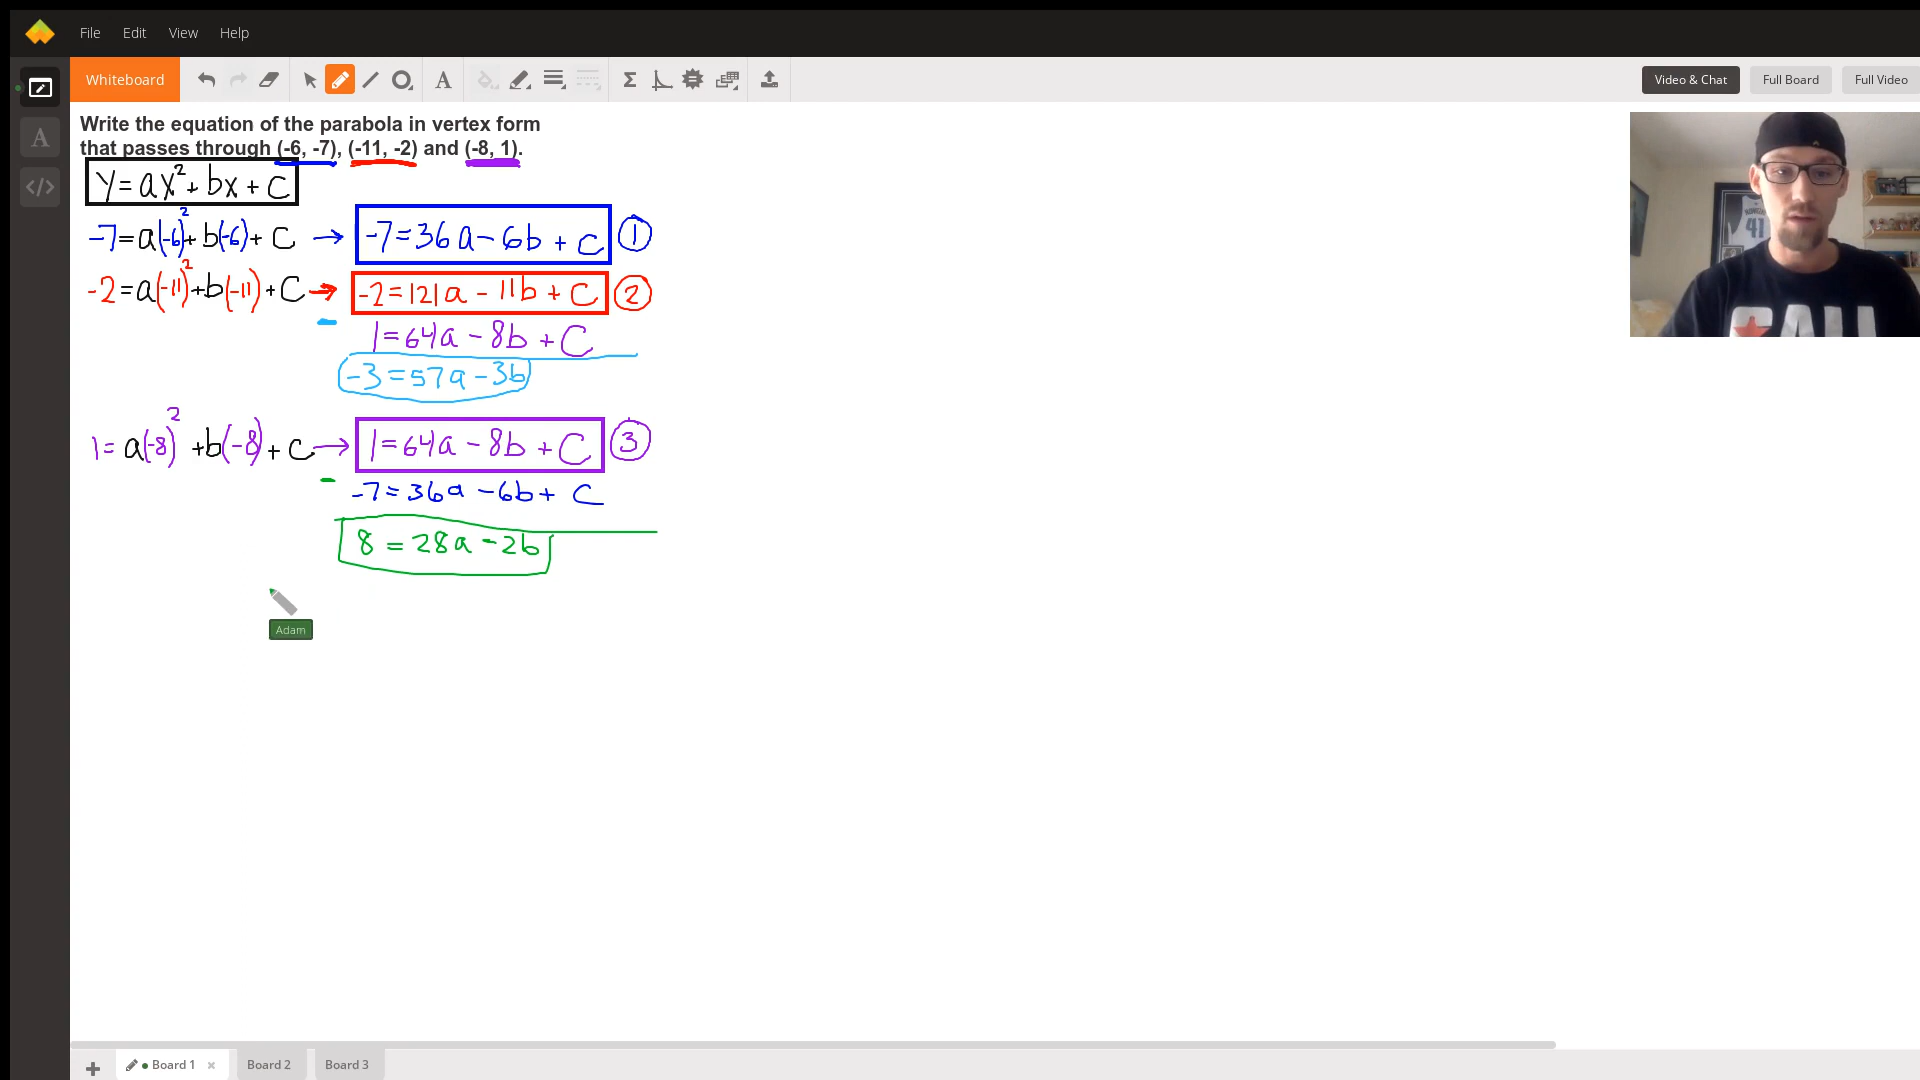 File Edit View Help
Whiteboard
A
Σ
Video & Chat Full Board Full Video
A
</>
Write the equation of the parabola in vertex form
that passes through (-6, -7), (-11, -2) and (-8, 1).
y = ax² + bx + c
-7 = a(-6)² + b(-6) + c → -7 = 36a - 6b + c ①
-2 = a(-11)² + b(-11) + c → -2 = 121a - 11b + c ②
- 1 = 64a - 8b + c
-3 = 57a - 3b
1 = a(-8)² + b(-8) + c → 1 = 64a - 8b + c ③
- -7 = 36a - 6b + c
8 = 28a - 2b
Adam
41
CALI
+ Board 1 × Board 2 Board 3